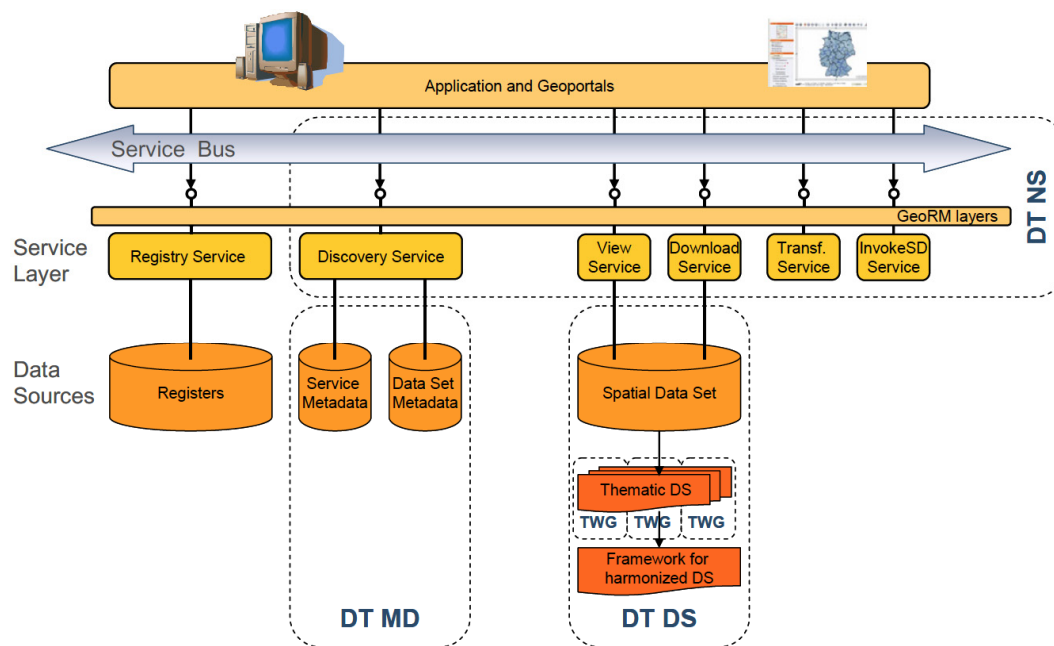 Application and Geoportals
Service Bus
DT NS
GeoRM layers
Service
Layer
Registry Service
Discovery Service
View
Service
Download
Service
Transf.
Service
InvokeSD
Service
Data
Sources
Registers
Service
Metadata
Data Set
Metadata
Spatial Data Set
Thematic DS
TWG TWG TWG
Framework for
harmonized DS
DT MD
DT DS